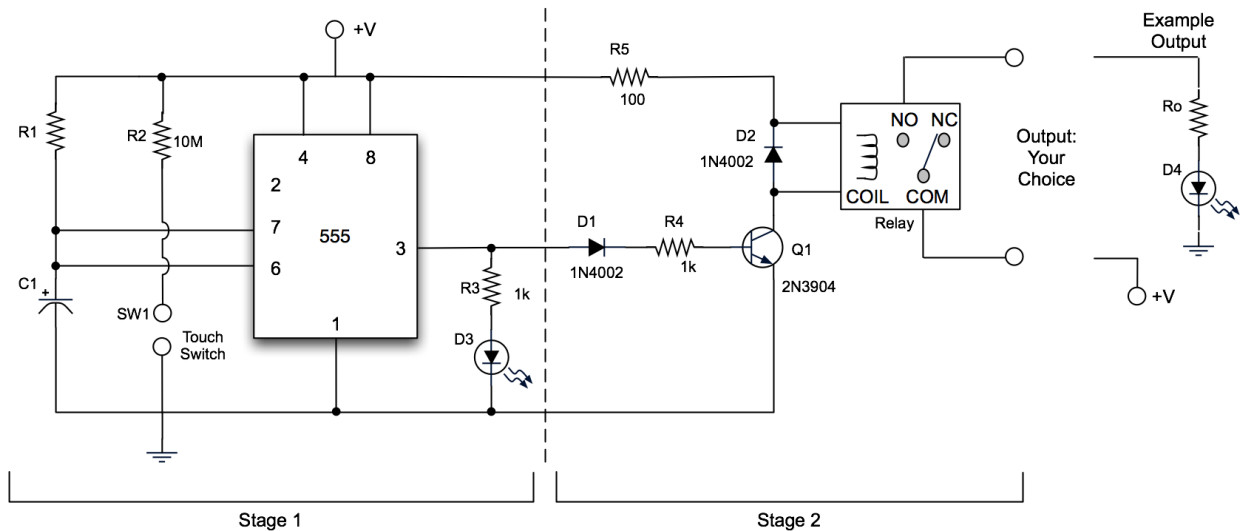 +V
R1
R2
10M
4
8
2
7
6
555
3
1
C1
+
SW1
Touch
Switch
R3
1k
D3
Stage 1
R5
100
D1
1N4002
R4
1k
D2
1N4002
Q1
2N3904
NO NC
COIL COM
Relay
Stage 2
Output:
Your
Choice
Example
Output
Ro
D4
+V